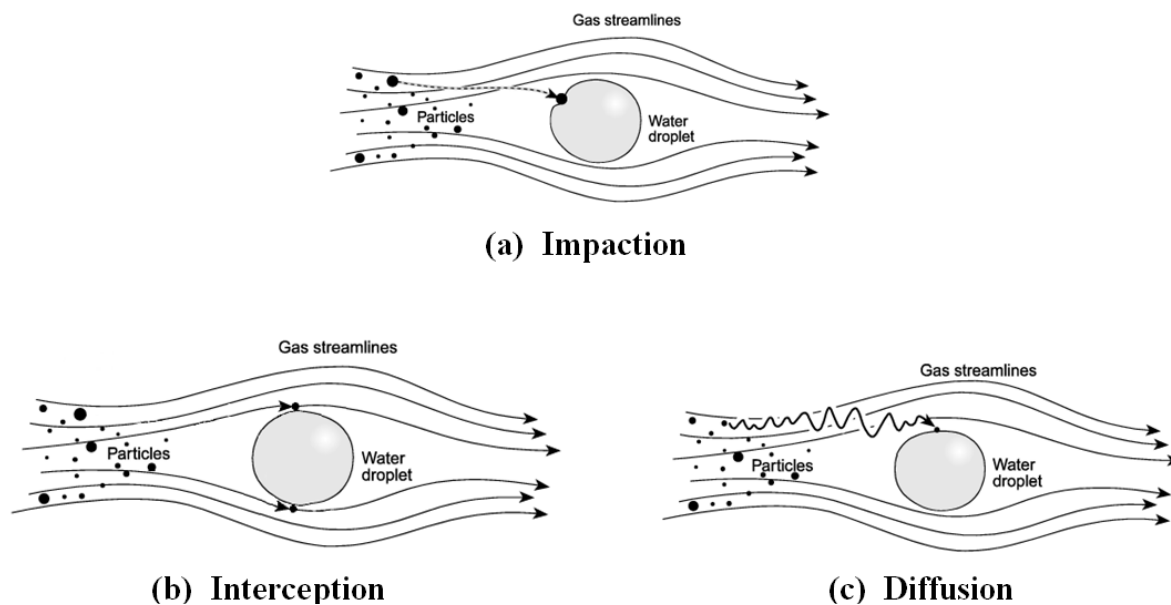 Gas streamlines
Particles
Water
droplet
(a) Impaction
Gas streamlines
Particles
Water
droplet
(b) Interception
Gas streamlines
Particles
Water
droplet
(c) Diffusion